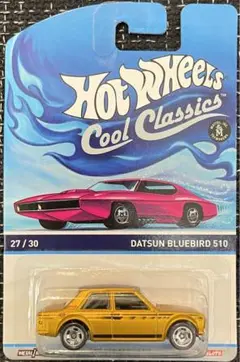 Hot Wheels
Cool Classics
27 / 30
DATSUN BLUEBIRD 510